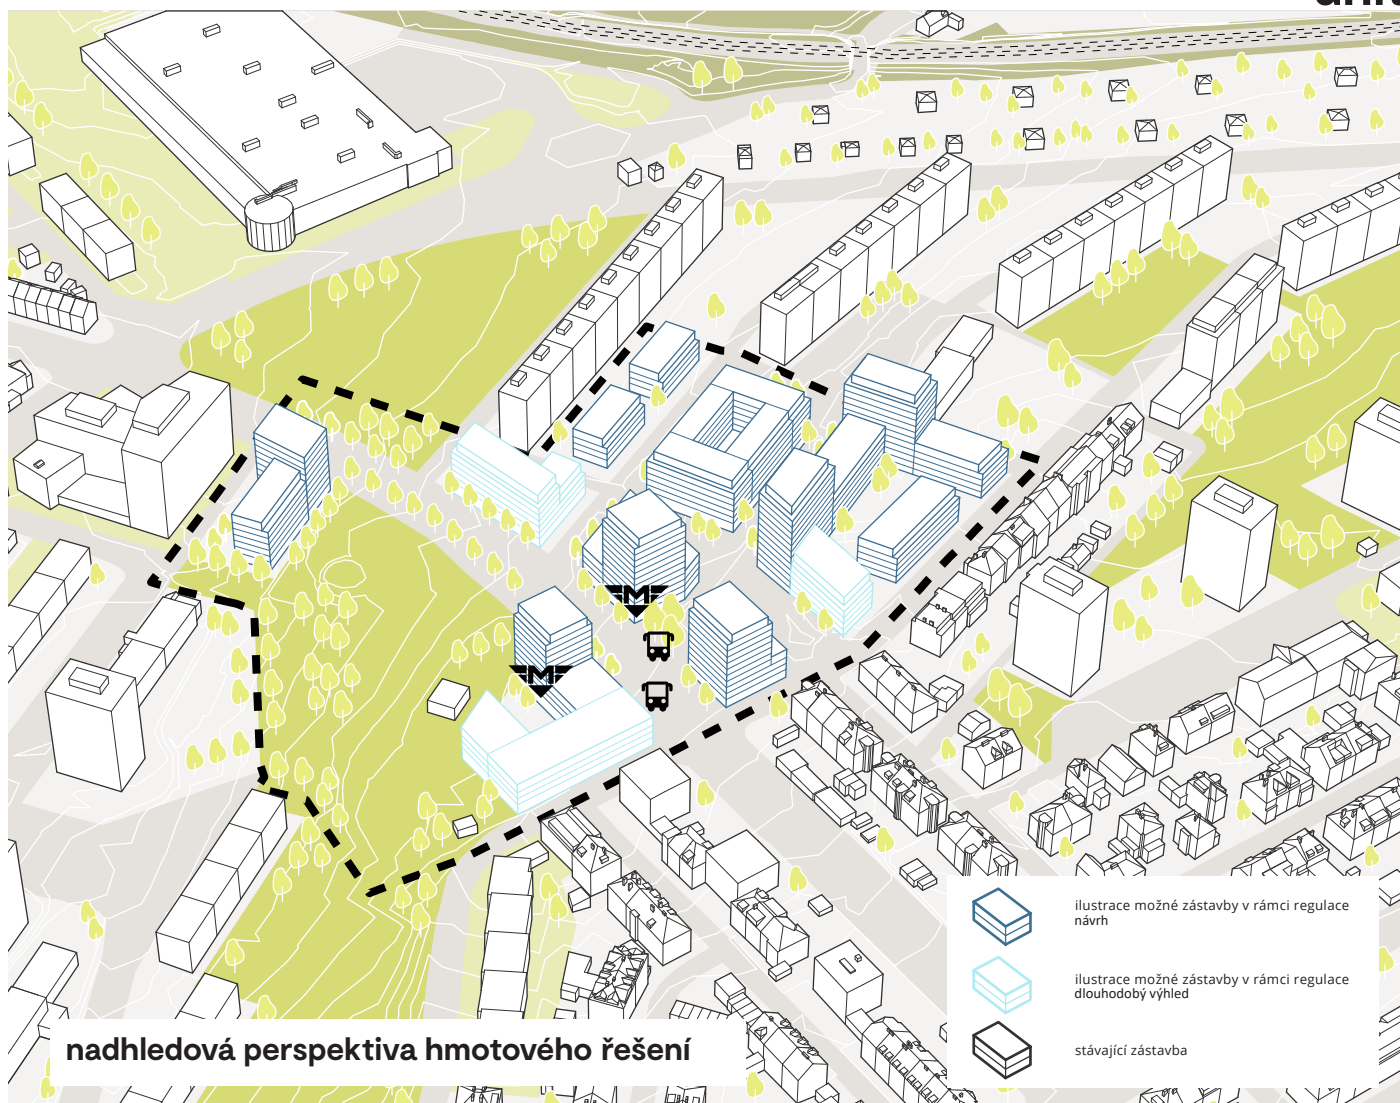 ilustrace možné zástavby v rámci regulace
návrh
ilustrace možné zástavby v rámci regulace
dlouhodobý výhled
stávající zástavba
nadhledová perspektiva hmotového řešení